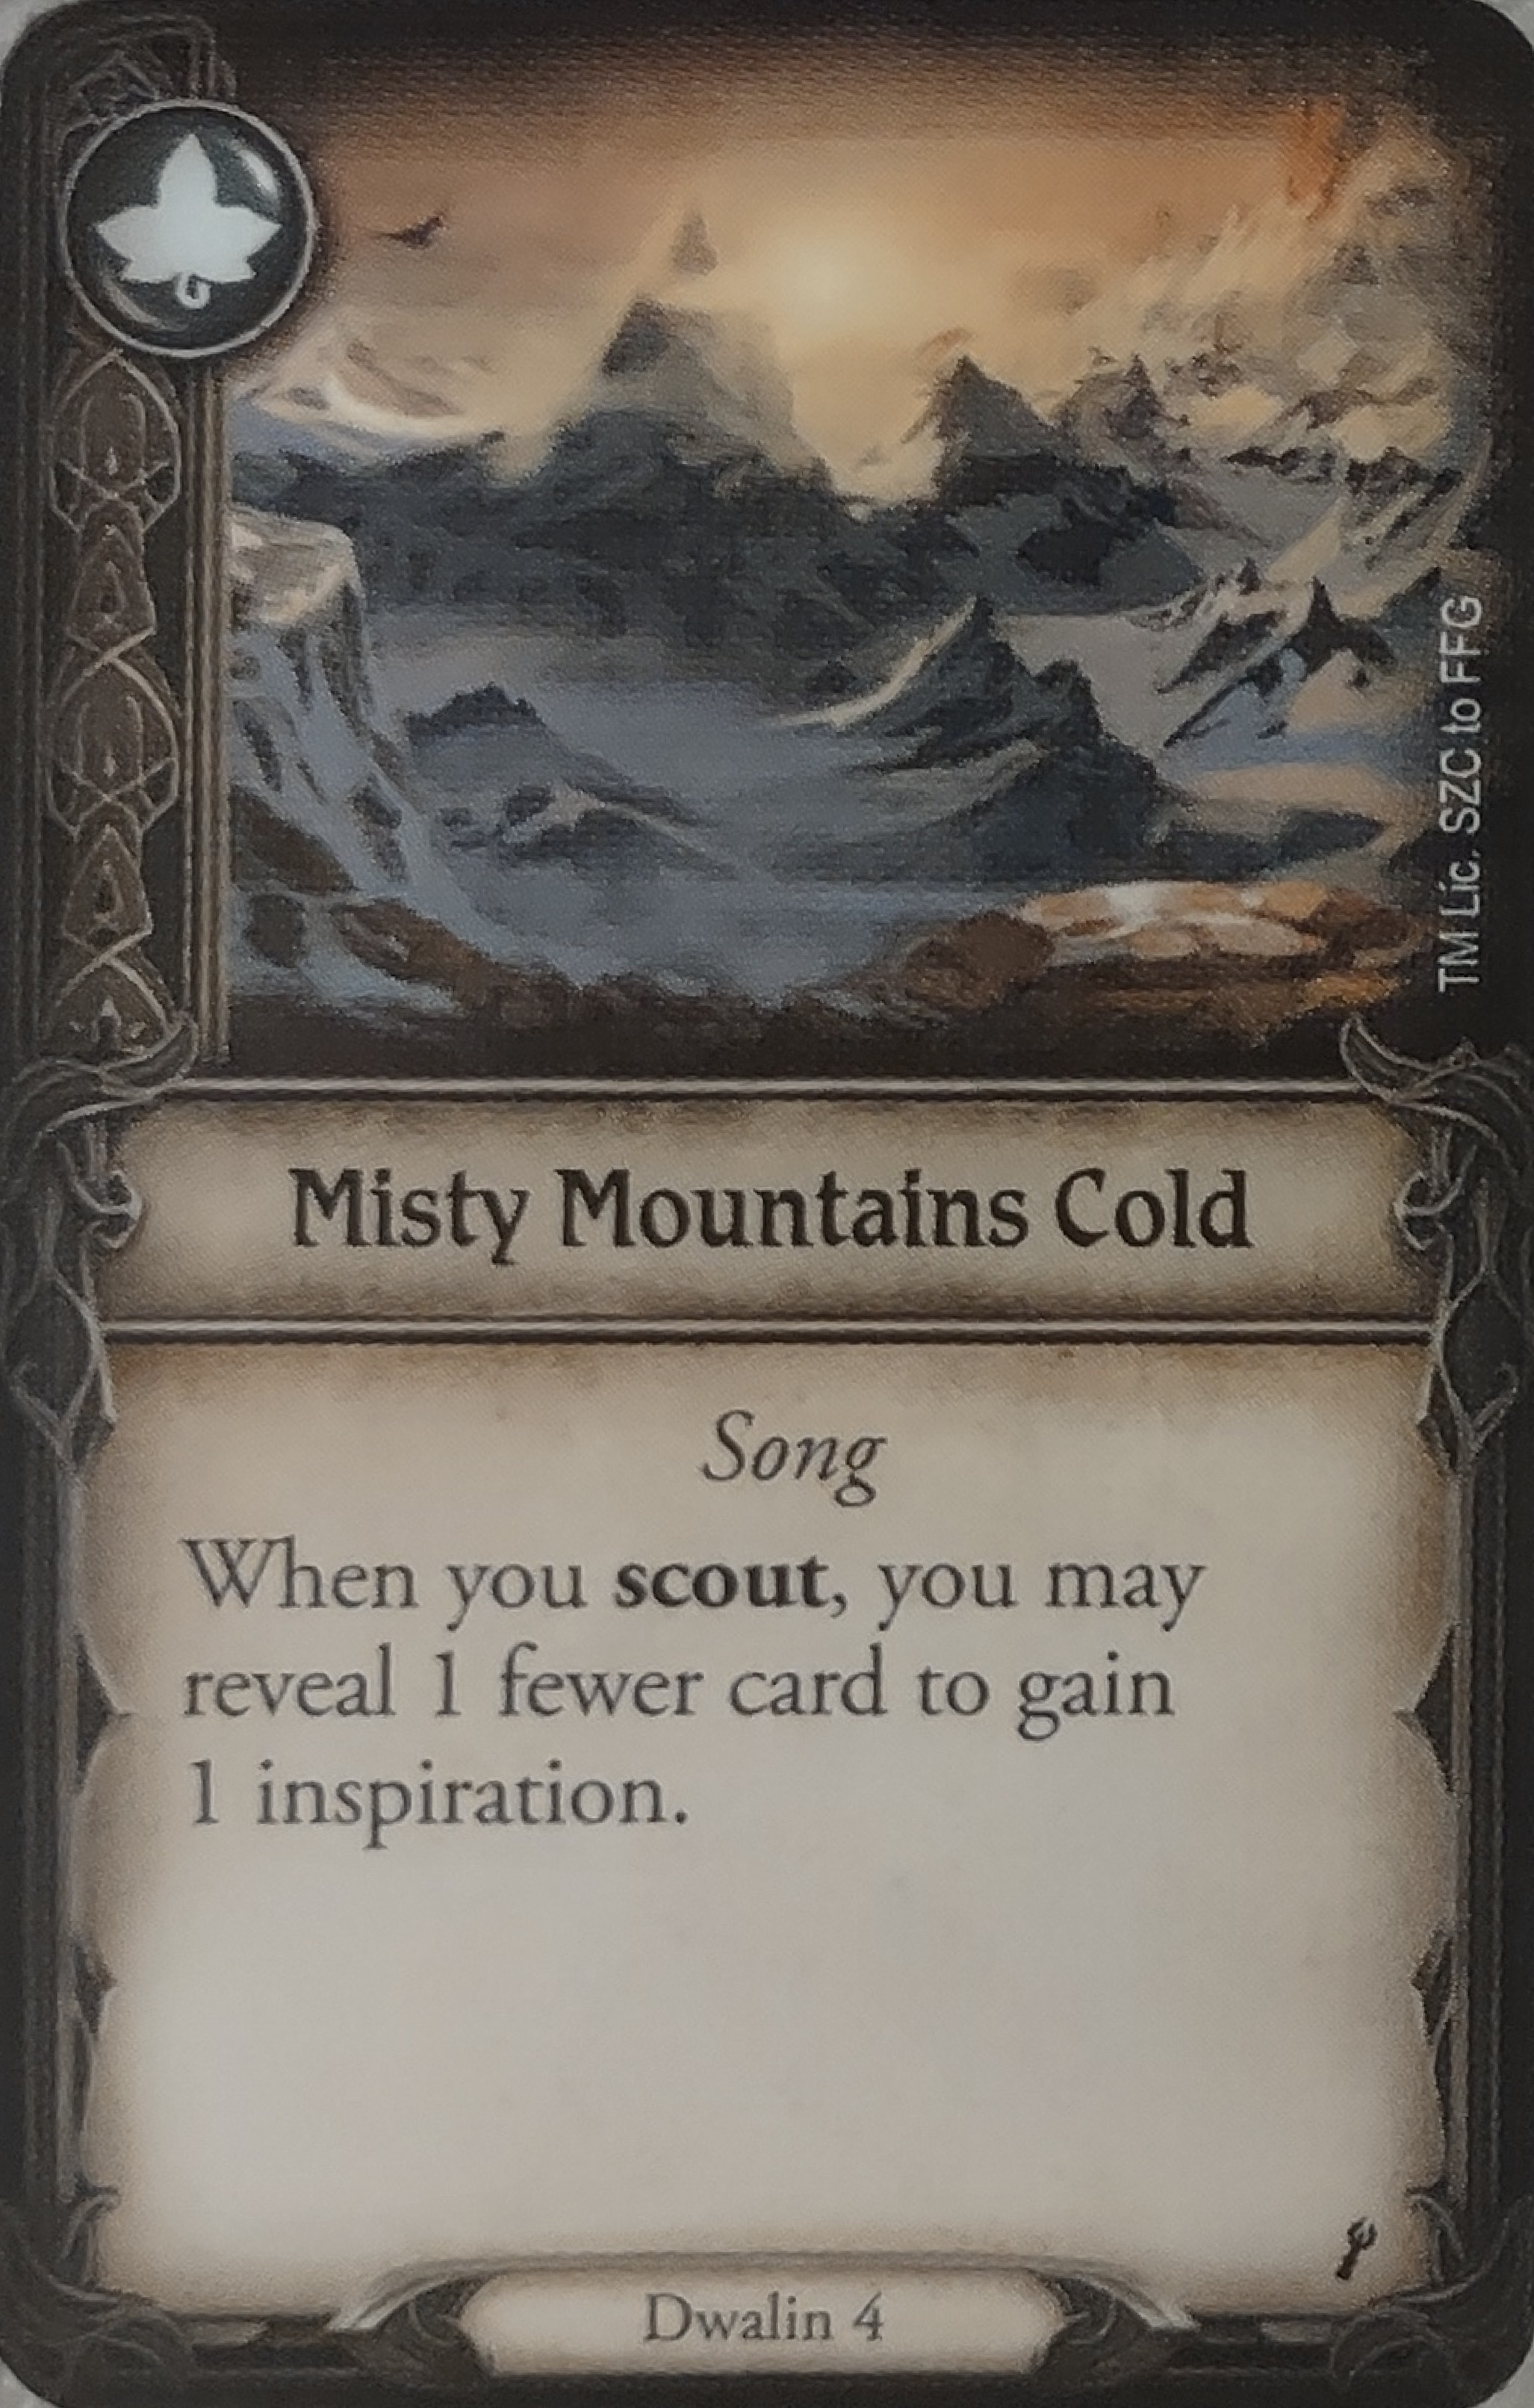 TM Lic. SZC to FFG
Misty Mountains Cold
Song
When you scout, you may
reveal 1 fewer card to gain
1 inspiration.
Dwalin 4